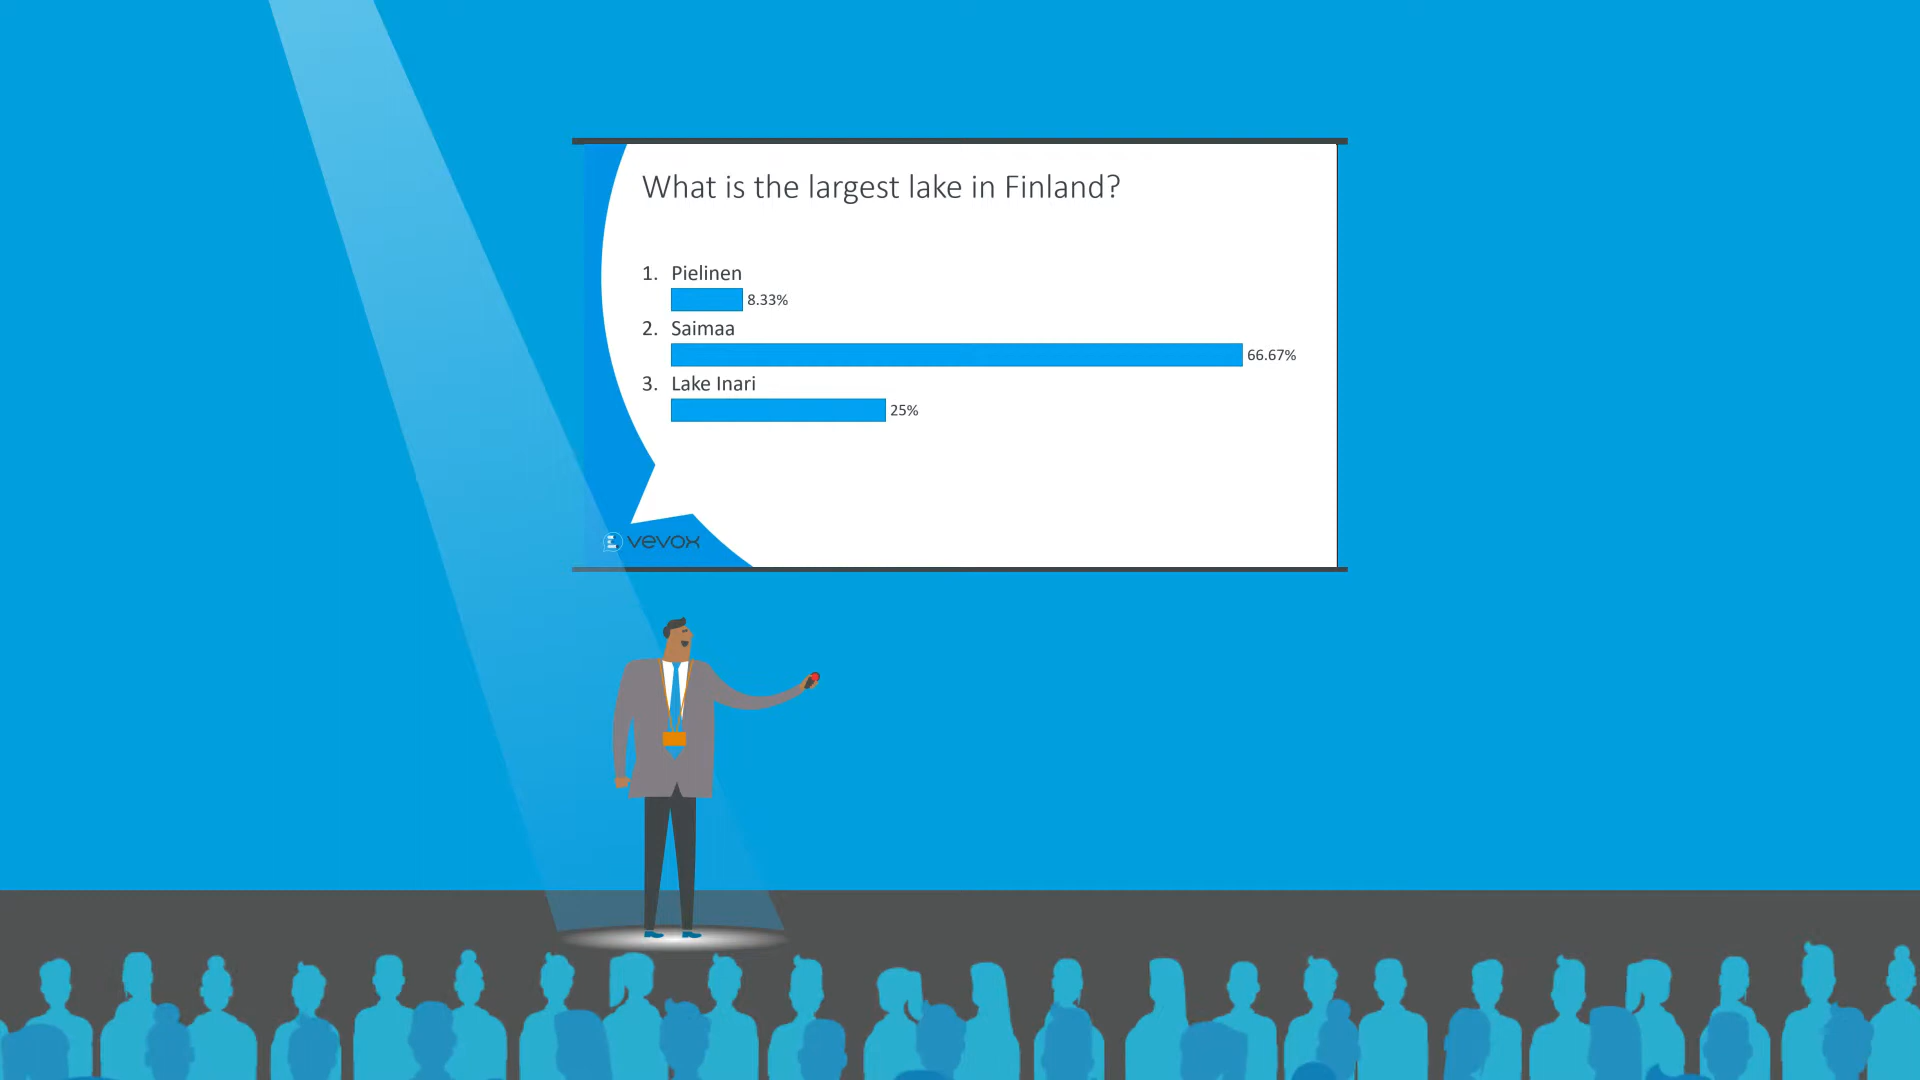 What is the largest lake in Finland?
1. Pielinen
8.33%
2. Saimaa
66.67%
3. Lake Inari
25%
vevox